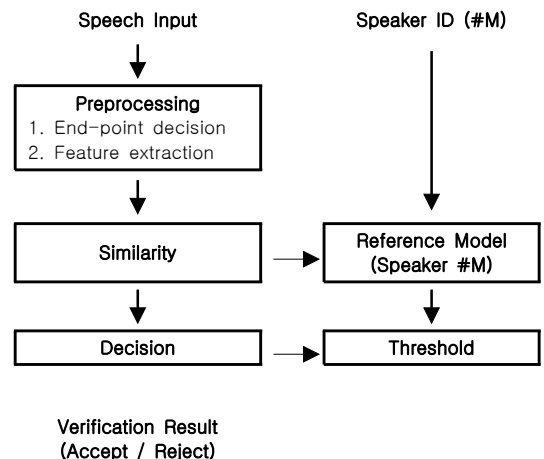 Speech Input
Speaker ID (#M)
Preprocessing
1. End-point decision
2. Feature extraction
Similarity
Reference Model
(Speaker #M)
Decision
Threshold
Verification Result
(Accept / Reject)